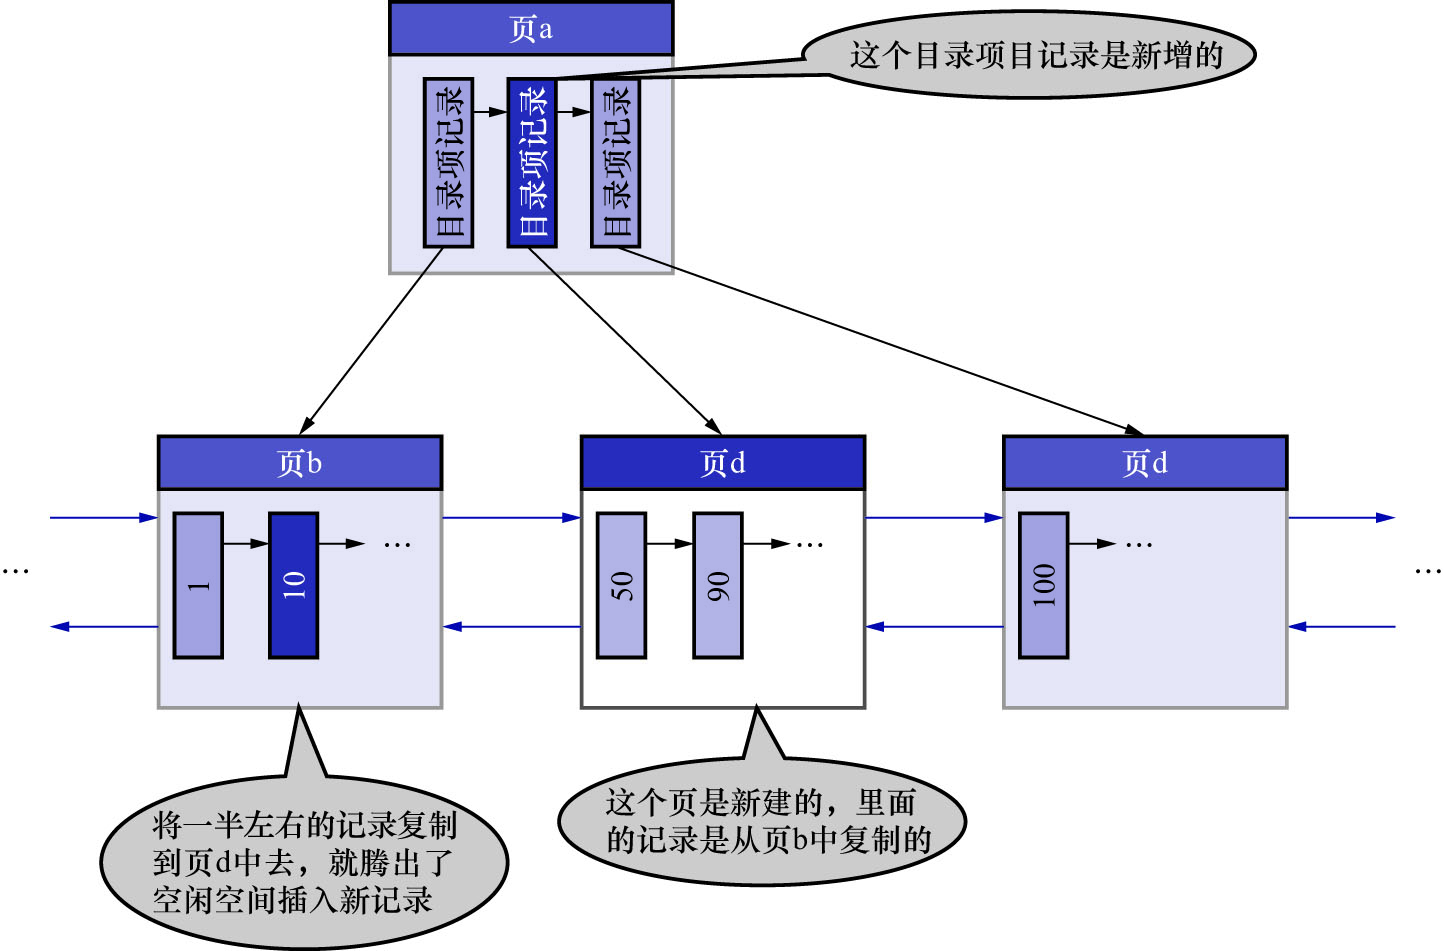 页a
这个目录项目记录是新增的
目录项记录
目录项记录
目录项记录
页b
页d
页d
1
10
…
50
90
…
100
…
…
…
将一半左右的记录复制
到页d中去，就腾出了
空闲空间插入新记录
这个页是新建的，里面
的记录是从页b中复制的